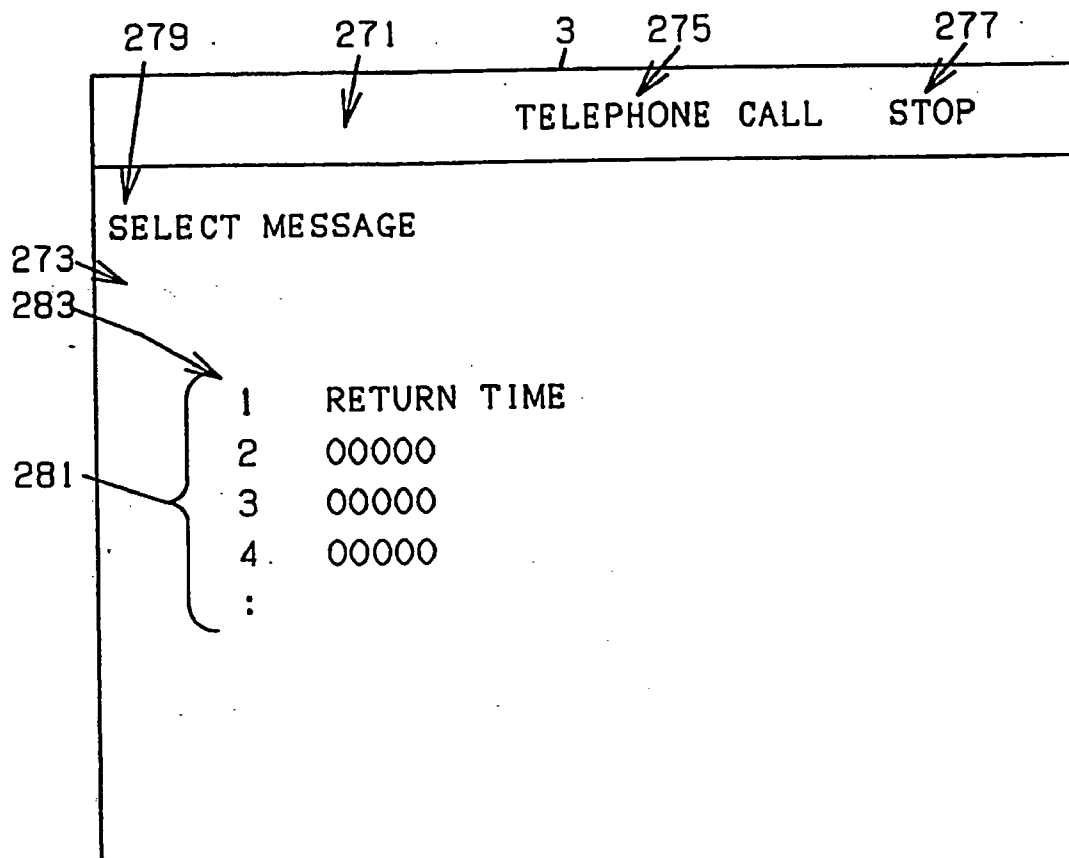 279 271 3 275 277
TELEPHONE CALL STOP
SELECT MESSAGE
273
283
1 RETURN TIME
2 00000
281 3 00000
4 00000
: